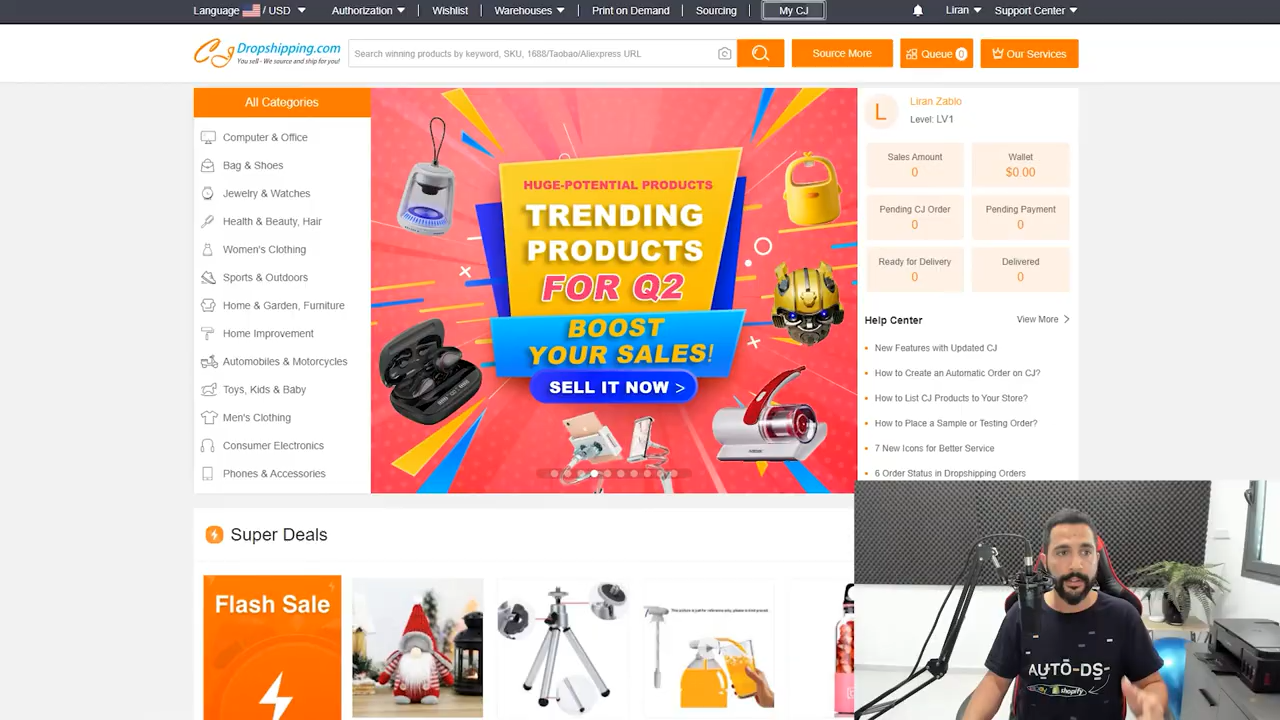 Language / USD
Authorization
Wishlist
Warehouses
Print on Demand
Sourcing
My CJ
Liran
Support Center
CJ Dropshipping.com
You sell - We source and ship for you!
Search winning products by keyword, SKU, 1688/Taobao/Aliexpress URL
Source More
Queue 0
Our Services
All Categories
Computer & Office
Bag & Shoes
Jewelry & Watches
Health & Beauty, Hair
Women's Clothing
Sports & Outdoors
Home & Garden, Furniture
Home Improvement
Automobiles & Motorcycles
Toys, Kids & Baby
Men's Clothing
Consumer Electronics
Phones & Accessories
HUGE-POTENTIAL PRODUCTS
TRENDING
PRODUCTS
FOR Q2
BOOST
YOUR SALES!
SELL IT NOW >
L
Liran Zablo
Level: LV1
Sales Amount
0
Wallet
$0.00
Pending CJ Order
0
Pending Payment
0
Ready for Delivery
0
Delivered
0
Help Center
View More >
New Features with Updated CJ
How to Create an Automatic Order on CJ?
How to List CJ Products to Your Store?
How to Place a Sample or Testing Order?
7 New Icons for Better Service
6 Order Status in Dropshipping Orders
Super Deals
Flash Sale
AUTO-DS
shopify